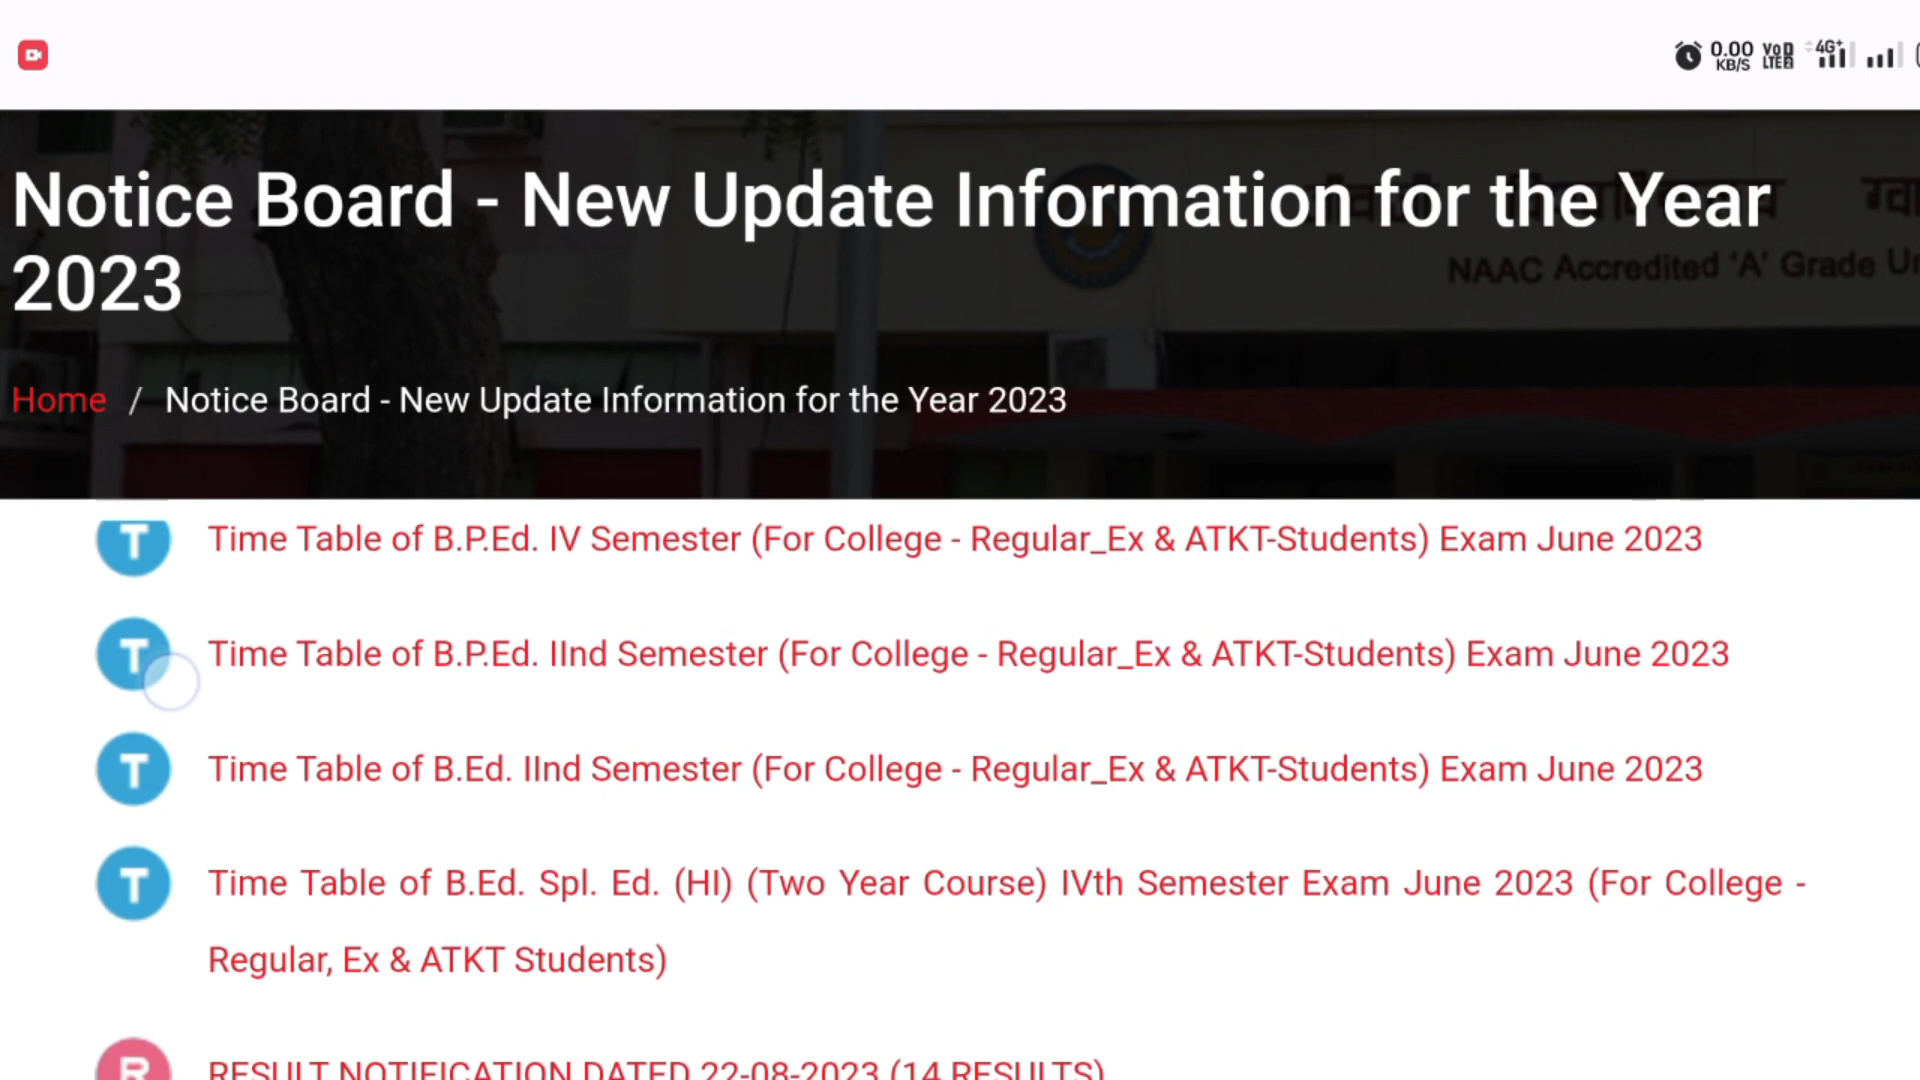 0.00
KB/S
Vo
LTE2
4G+
Notice Board - New Update Information for the Year
2023
NAAC Accredited 'A' Grade
Home / Notice Board - New Update Information for the Year 2023
T Time Table of B.P.Ed. IV Semester (For College - Regular_Ex & ATKT-Students) Exam June 2023
T Time Table of B.P.Ed. IInd Semester (For College - Regular_Ex & ATKT-Students) Exam June 2023
T Time Table of B.Ed. IInd Semester (For College - Regular_Ex & ATKT-Students) Exam June 2023
T Time Table of B.Ed. Spl. Ed. (HI) (Two Year Course) IVth Semester Exam June 2023 (For College -
Regular, Ex & ATKT Students)
R RESULT NOTIFICATION DATED 22-08-2023 (14 RESULTS)